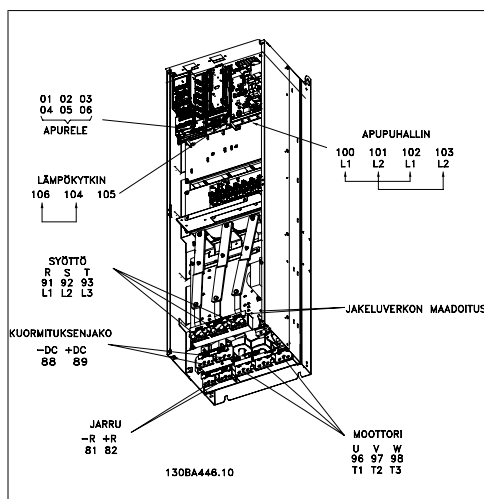 01 02 03
04 05 06
APURELE
APUPUHALLIN
100 101 102 103
L1 L2 L1 L2
LÄMPÖKYTKIN
106 104 105
SYÖTTÖ
R S T
91 92 93
L1 L2 L3
JAKELUVERKON MAADOITUS
KUORMITUKSENJAKO
-DC +DC
88 89
JARRU
-R +R
81 82
MOOTTORI
U V W
96 97 98
T1 T2 T3
130BA446.10